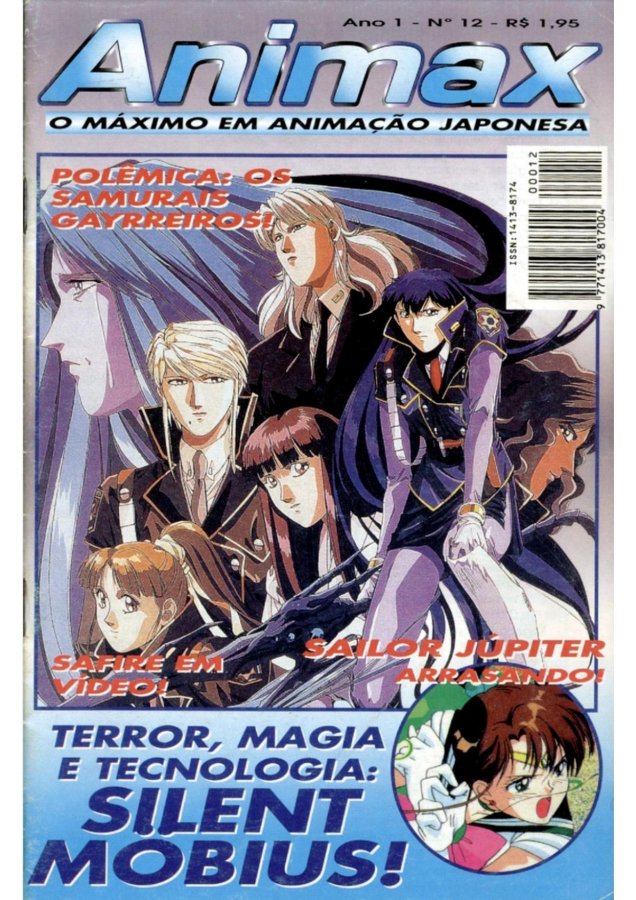 Ano 1 - Nº 12 - R$ 1,95
Animax
O MÁXIMO EM ANIMAÇÃO JAPONESA
POLÊMICA: OS
SAMURAIS
GAYRREIROS!
ISSN:1413-8174
00012
9 771413 817004
SAFIRE EM
VÍDEO!
SAILOR JÚPITER
ARRASANDO!
TERROR, MAGIA
E TECNOLOGIA:
SILENT
MÖBIUS!